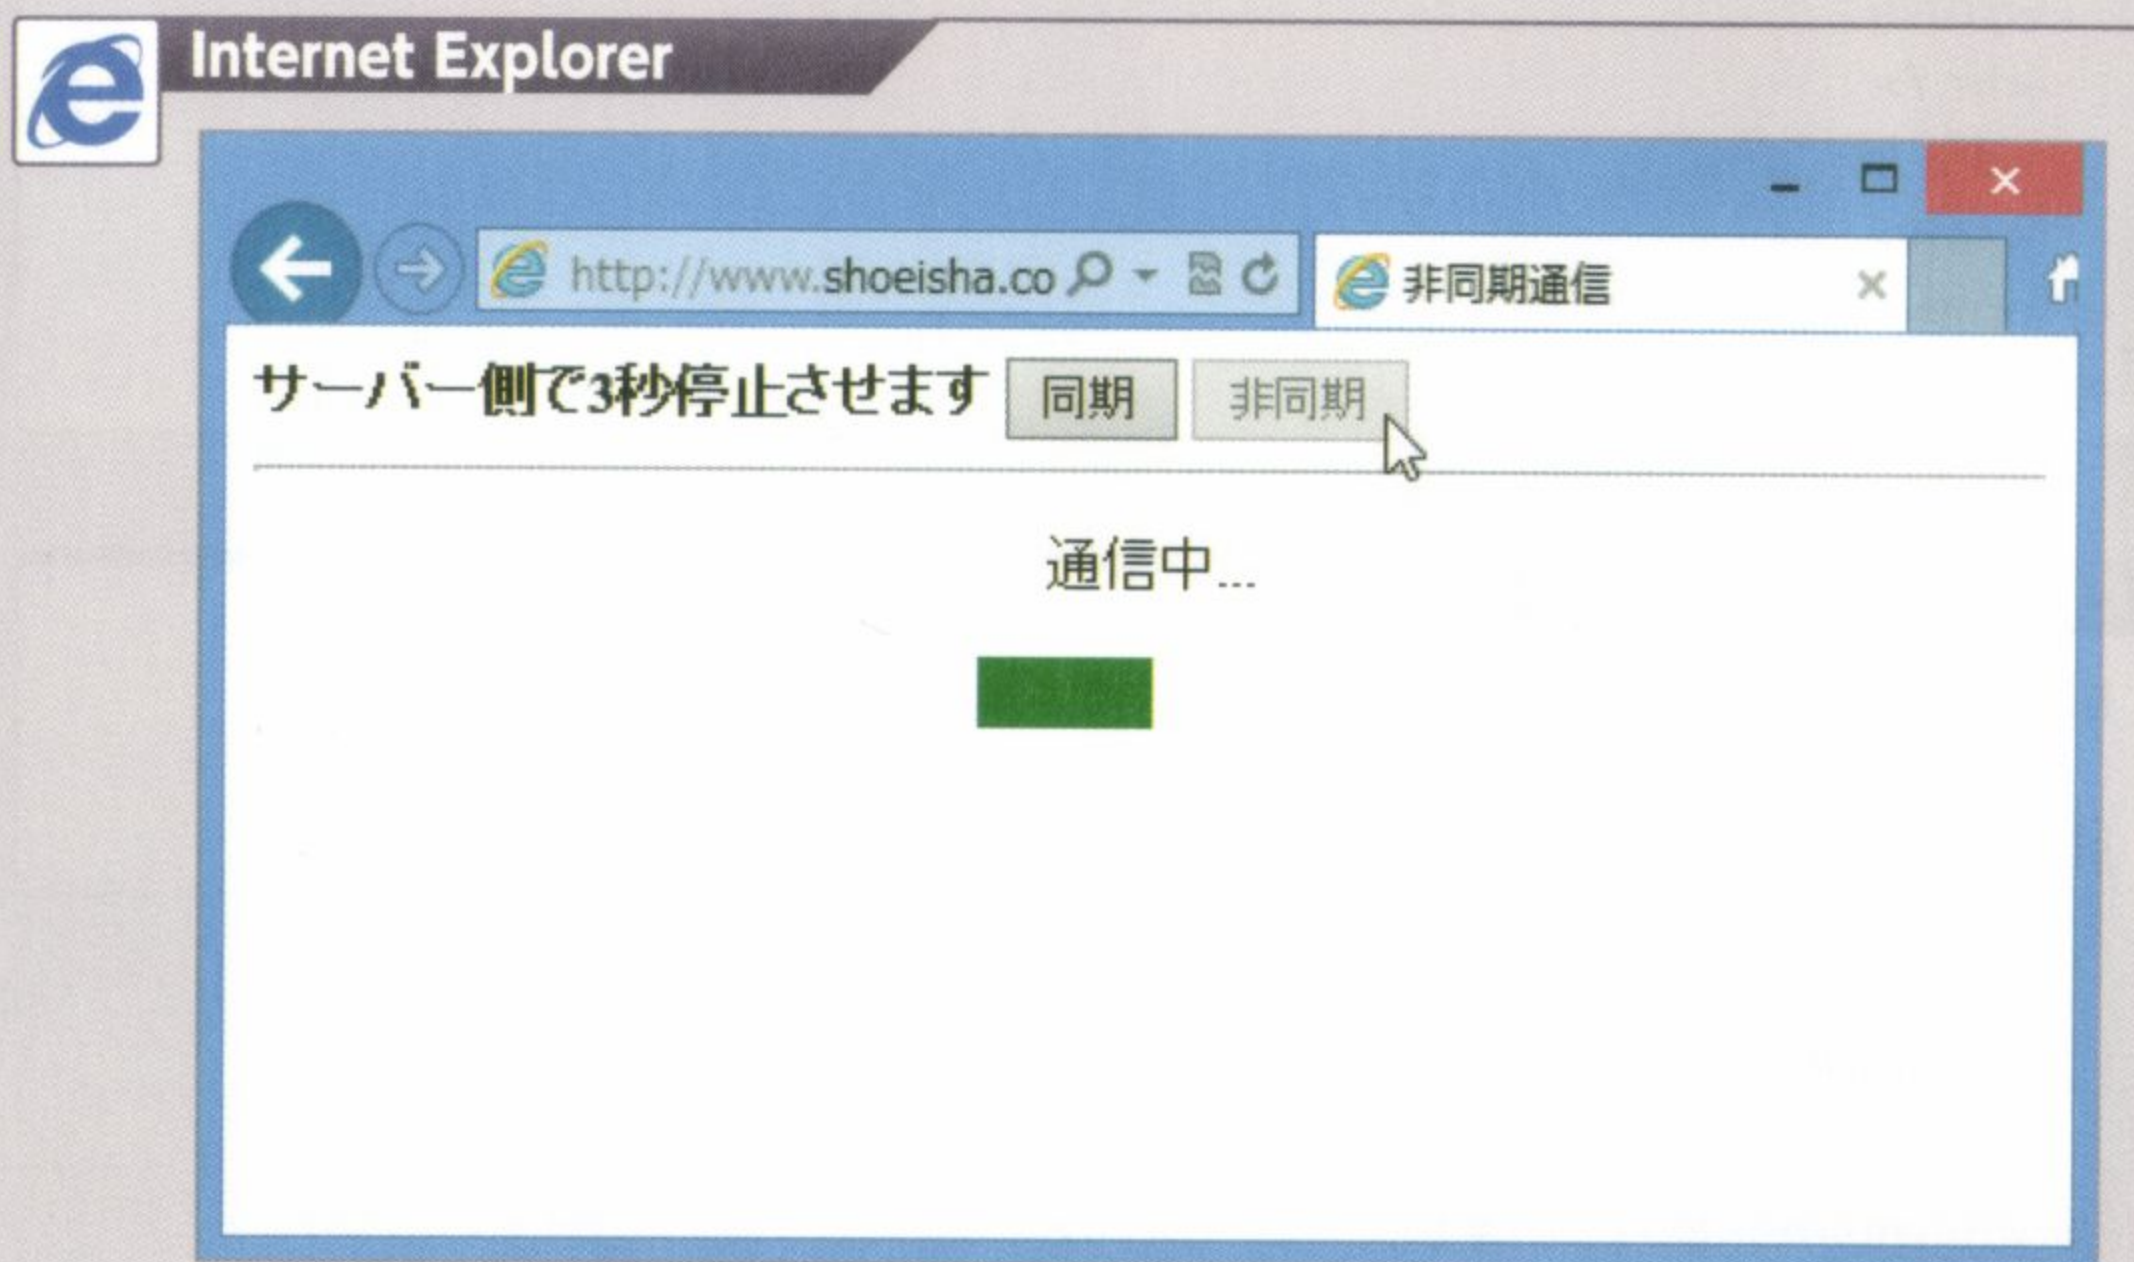 Internet Explorer
http://www.shoeisha.co
非同期通信
サーバー側で3秒停止させます 同期 非同期
通信中...